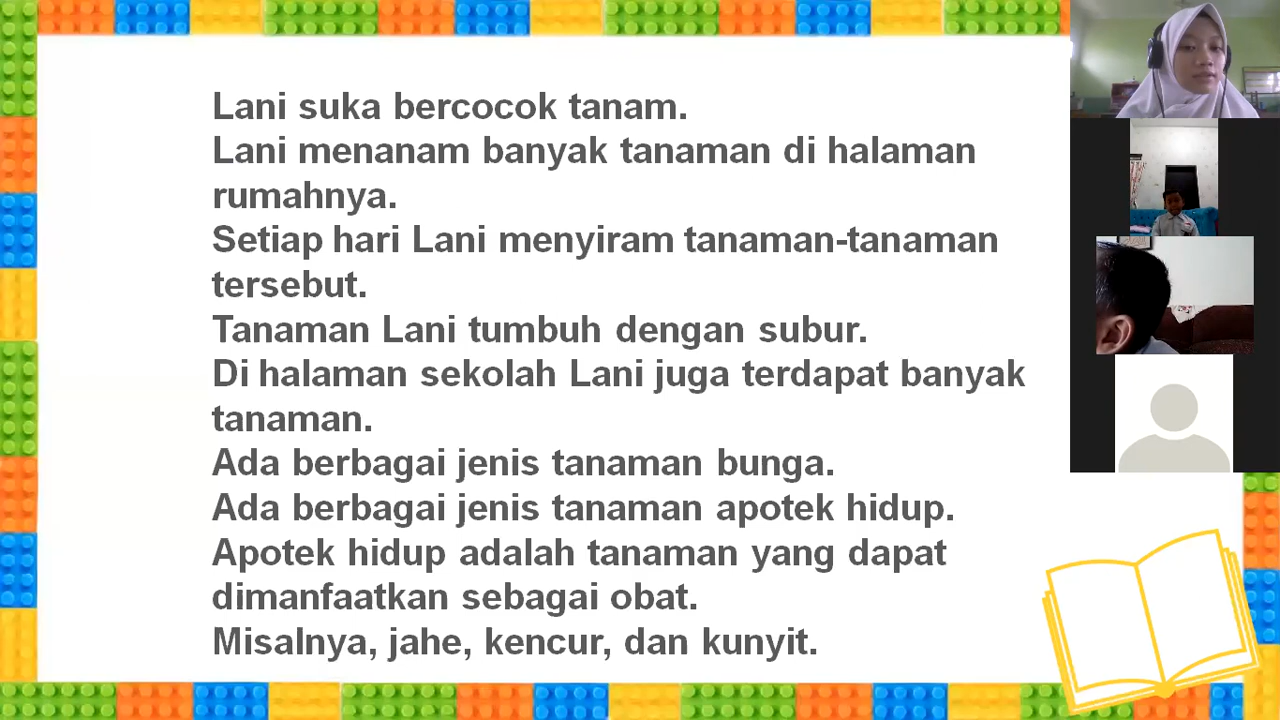 Lani suka bercocok tanam.
Lani menanam banyak tanaman di halaman
rumahnya.
Setiap hari Lani menyiram tanaman-tanaman
tersebut.
Tanaman Lani tumbuh dengan subur.
Di halaman sekolah Lani juga terdapat banyak
tanaman.
Ada berbagai jenis tanaman bunga.
Ada berbagai jenis tanaman apotek hidup.
Apotek hidup adalah tanaman yang dapat
dimanfaatkan sebagai obat.
Misalnya, jahe, kencur, dan kunyit.